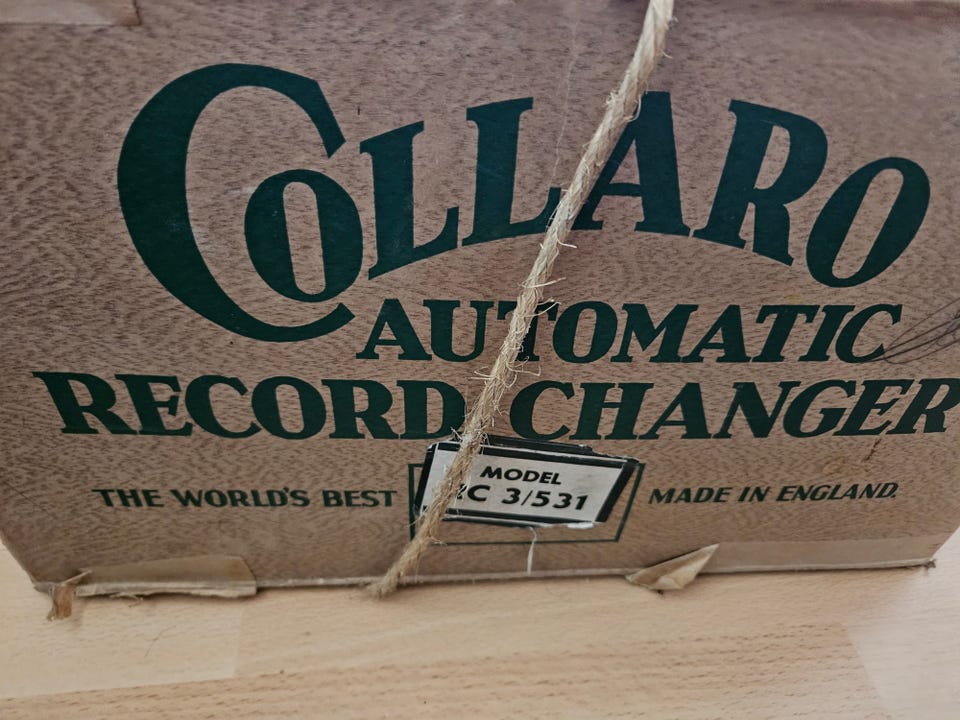 COLLARO
AUTOMATIC
RECORD CHANGER
THE WORLD'S BEST
MODEL
3/531
MADE IN ENGLAND.